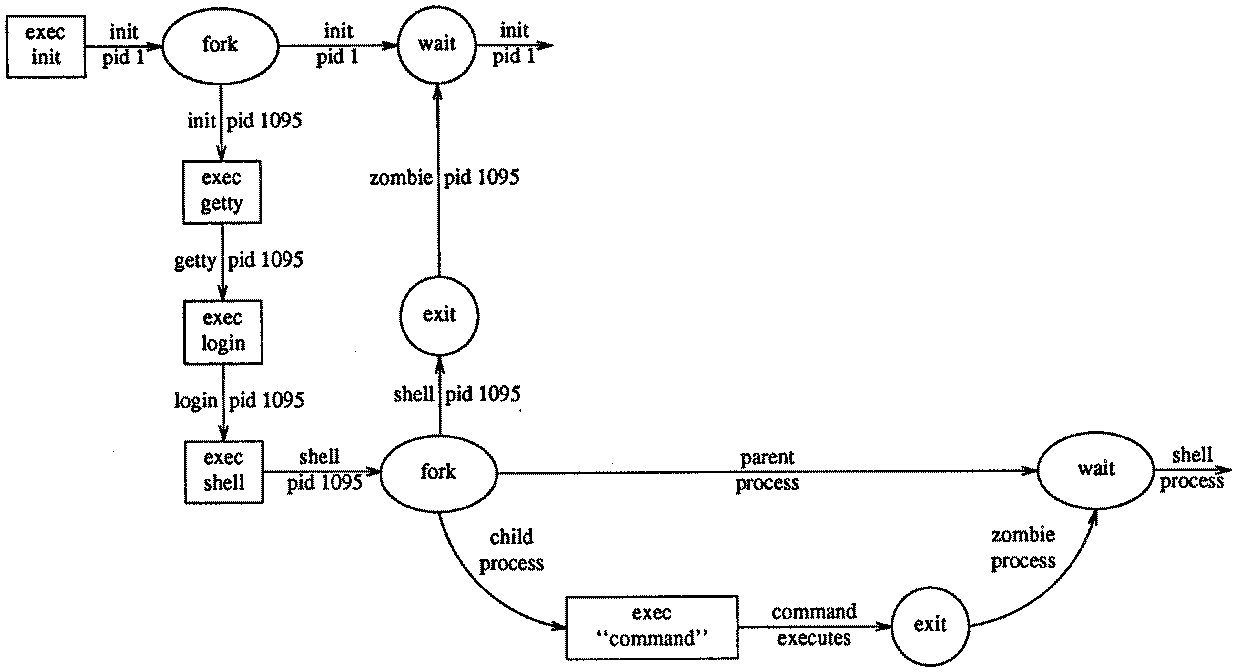 exec
init
init
pid 1
fork
init
pid 1
wait
init
pid 1
init pid 1095
exec
getty
zombie pid 1095
getty pid 1095
exec
login
exit
login pid 1095
shell pid 1095
exec
shell
shell
pid 1095
fork
parent
process
wait
shell
process
child
process
zombie
process
exec
“command”
command
executes
exit